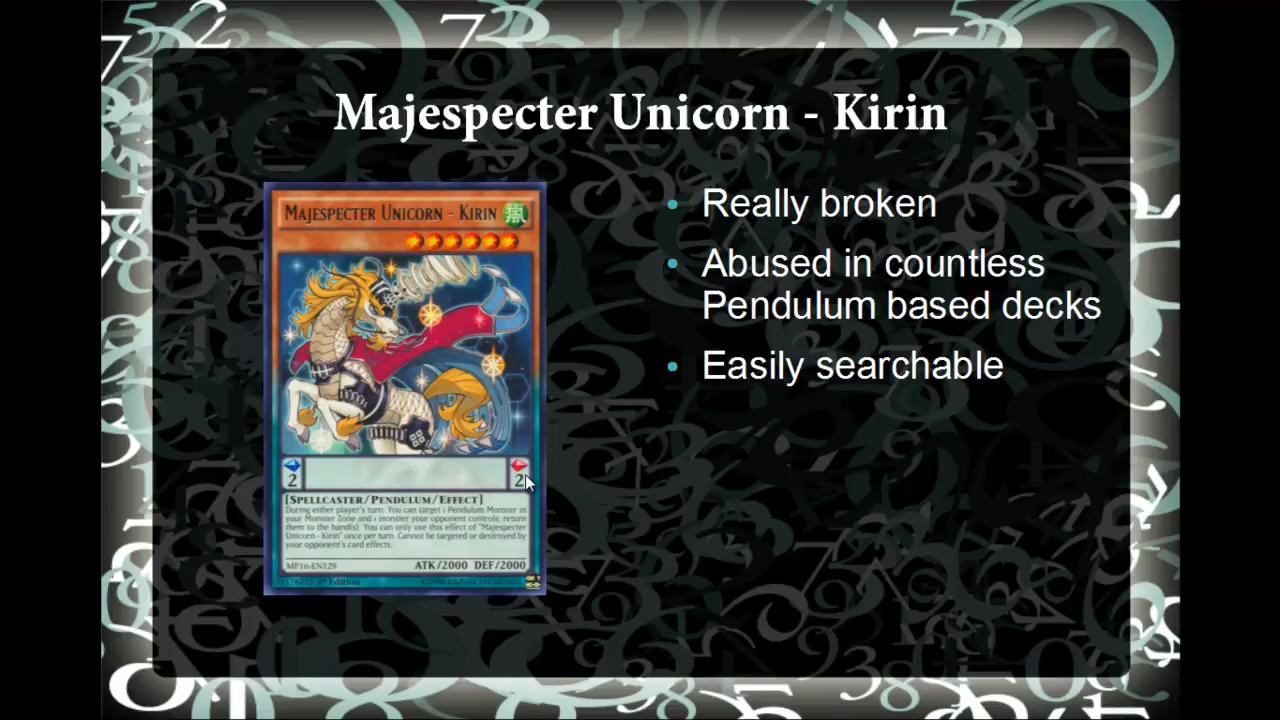 Majespecter Unicorn - Kirin
MAJESPECTER UNICORN - KIRIN
風
2
2
[SPELLCASTER/PENDULUM/EFFECT]
During either player's turn: You can target 1 Pendulum Monster in
your Monster Zone and 1 monster your opponent controls; return
them to the hand(s). You can only use this effect of "Majespecter
Unicorn - Kirin" once per turn. Cannot be targeted or destroyed by
your opponent's card effects.
MP16-EN129
ATK/2000 DEF/2000
1st Edition
• Really broken
• Abused in countless
Pendulum based decks
• Easily searchable